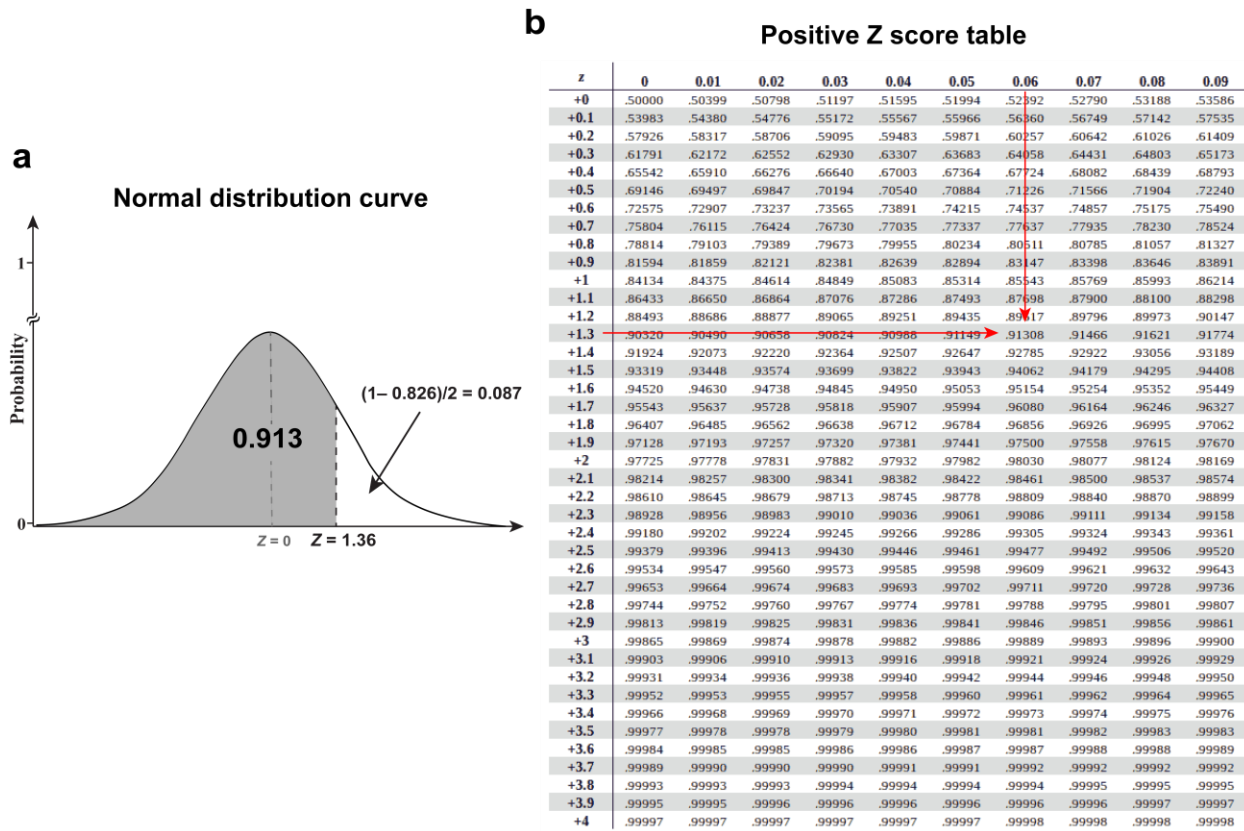 a
Normal distribution curve
Probability
1
0
0.913
(1– 0.826)/2 = 0.087
Z = 0
Z = 1.36
b
Positive Z score table
z 0 0.01 0.02 0.03 0.04 0.05 0.06 0.07 0.08 0.09
+0 .50000 .50399 .50798 .51197 .51595 .51994 .52392 .52790 .53188 .53586
+0.1 .53983 .54380 .54776 .55172 .55567 .55966 .56360 .56749 .57142 .57535
+0.2 .57926 .58317 .58706 .59095 .59483 .59871 .60257 .60642 .61026 .61409
+0.3 .61791 .62172 .62552 .62930 .63307 .63683 .64058 .64431 .64803 .65173
+0.4 .65542 .65910 .66276 .66640 .67003 .67364 .67724 .68082 .68439 .68793
+0.5 .69146 .69497 .69847 .70194 .70540 .70884 .71226 .71566 .71904 .72240
+0.6 .72575 .72907 .73237 .73565 .73891 .74215 .74537 .74857 .75175 .75490
+0.7 .75804 .76115 .76424 .76730 .77035 .77337 .77637 .77935 .78230 .78524
+0.8 .78814 .79103 .79389 .79673 .79955 .80234 .80511 .80785 .81057 .81327
+0.9 .81594 .81859 .82121 .82381 .82639 .82894 .83147 .83398 .83646 .83891
+1 .84134 .84375 .84614 .84849 .85083 .85314 .85543 .85769 .85993 .86214
+1.1 .86433 .86650 .86864 .87076 .87286 .87493 .87698 .87900 .88100 .88298
+1.2 .88493 .88686 .88877 .89065 .89251 .89435 .89617 .89796 .89973 .90147
+1.3 .90320 .90490 .90658 .90824 .90988 .91149 .91308 .91466 .91621 .91774
+1.4 .91924 .92073 .92220 .92364 .92507 .92647 .92785 .92922 .93056 .93189
+1.5 .93319 .93448 .93574 .93699 .93822 .93943 .94062 .94179 .94295 .94408
+1.6 .94520 .94630 .94738 .94845 .94950 .95053 .95154 .95254 .95352 .95449
+1.7 .95543 .95637 .95728 .95818 .95907 .95994 .96080 .96164 .96246 .96327
+1.8 .96407 .96485 .96562 .96638 .96712 .96784 .96856 .96926 .96995 .97062
+1.9 .97128 .97193 .97257 .97320 .97381 .97441 .97500 .97558 .97615 .97670
+2 .97725 .97778 .97831 .97882 .97932 .97982 .98030 .98077 .98124 .98169
+2.1 .98214 .98257 .98300 .98341 .98382 .98422 .98461 .98500 .98537 .98574
+2.2 .98610 .98645 .98679 .98713 .98745 .98778 .98809 .98840 .98870 .98899
+2.3 .98928 .98956 .98983 .99010 .99036 .99061 .99086 .99111 .99134 .99158
+2.4 .99180 .99202 .99224 .99245 .99266 .99286 .99305 .99324 .99343 .99361
+2.5 .99379 .99396 .99413 .99430 .99446 .99461 .99477 .99492 .99506 .99520
+2.6 .99534 .99547 .99560 .99573 .99585 .99598 .99609 .99621 .99632 .99643
+2.7 .99653 .99664 .99674 .99683 .99693 .99702 .99711 .99720 .99728 .99736
+2.8 .99744 .99752 .99760 .99767 .99774 .99781 .99788 .99795 .99801 .99807
+2.9 .99813 .99819 .99825 .99831 .99836 .99841 .99846 .99851 .99856 .99861
+3 .99865 .99869 .99874 .99878 .99882 .99886 .99889 .99893 .99896 .99900
+3.1 .99903 .99906 .99910 .99913 .99916 .99918 .99921 .99924 .99926 .99929
+3.2 .99931 .99934 .99936 .99938 .99940 .99942 .99944 .99946 .99948 .99950
+3.3 .99952 .99953 .99955 .99957 .99958 .99960 .99961 .99962 .99964 .99965
+3.4 .99966 .99968 .99969 .99970 .99971 .99972 .99973 .99974 .99975 .99976
+3.5 .99977 .99978 .99978 .99979 .99980 .99981 .99981 .99982 .99983 .99983
+3.6 .99984 .99985 .99985 .99986 .99986 .99987 .99987 .99988 .99988 .99989
+3.7 .99989 .99990 .99990 .99990 .99991 .99991 .99992 .99992 .99992 .99992
+3.8 .99993 .99993 .99993 .99994 .99994 .99994 .99994 .99995 .99995 .99995
+3.9 .99995 .99995 .99996 .99996 .99996 .99996 .99996 .99996 .99997 .99997
+4 .99997 .99997 .99997 .99997 .99997 .99997 .99998 .99998 .99998 .99998